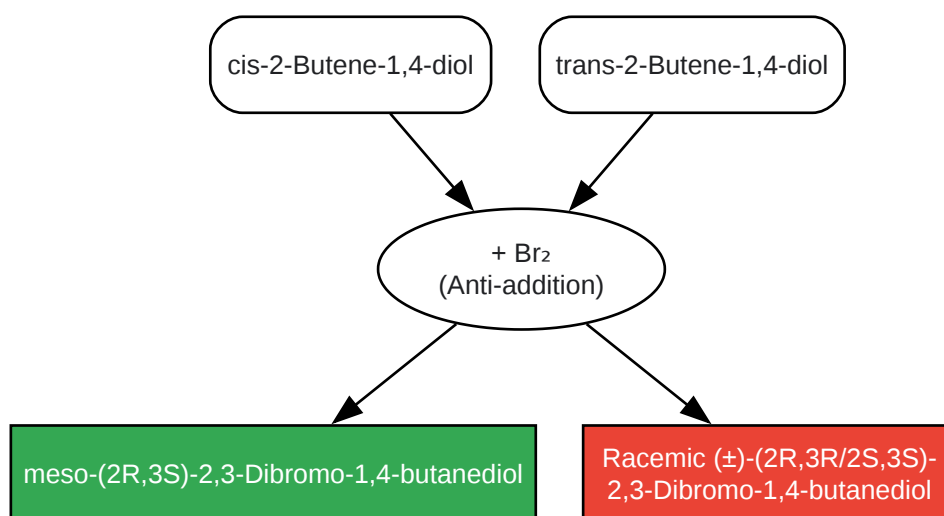 cis-2-Butene-1,4-diol
trans-2-Butene-1,4-diol
+ Br₂
(Anti-addition)
meso-(2R,3S)-2,3-Dibromo-1,4-butanediol
Racemic (±)-(2R,3R/2S,3S)-
2,3-Dibromo-1,4-butanediol